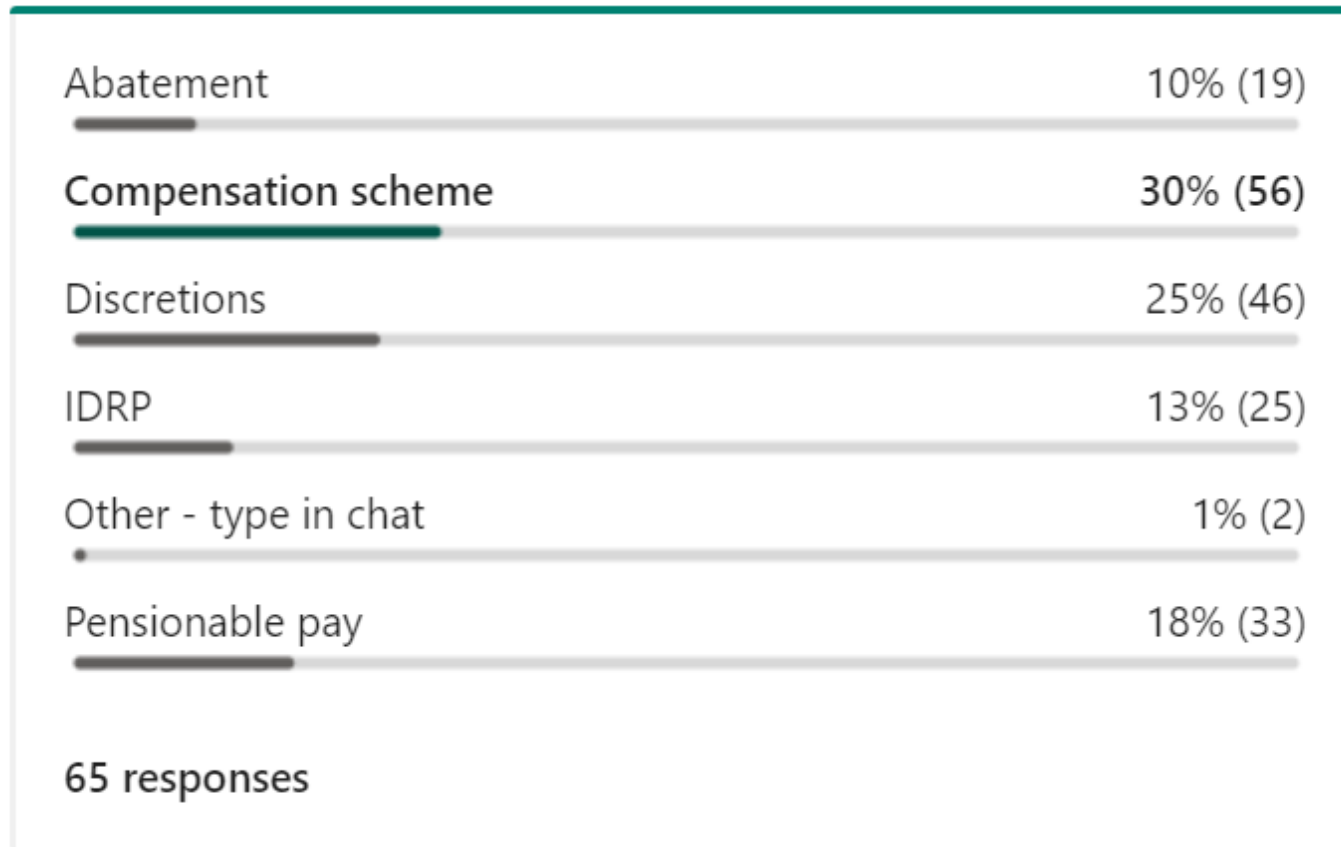 Abatement 10% (19)
Compensation scheme 30% (56)
Discretions 25% (46)
IDRP 13% (25)
Other - type in chat 1% (2)
Pensionable pay 18% (33)
65 responses